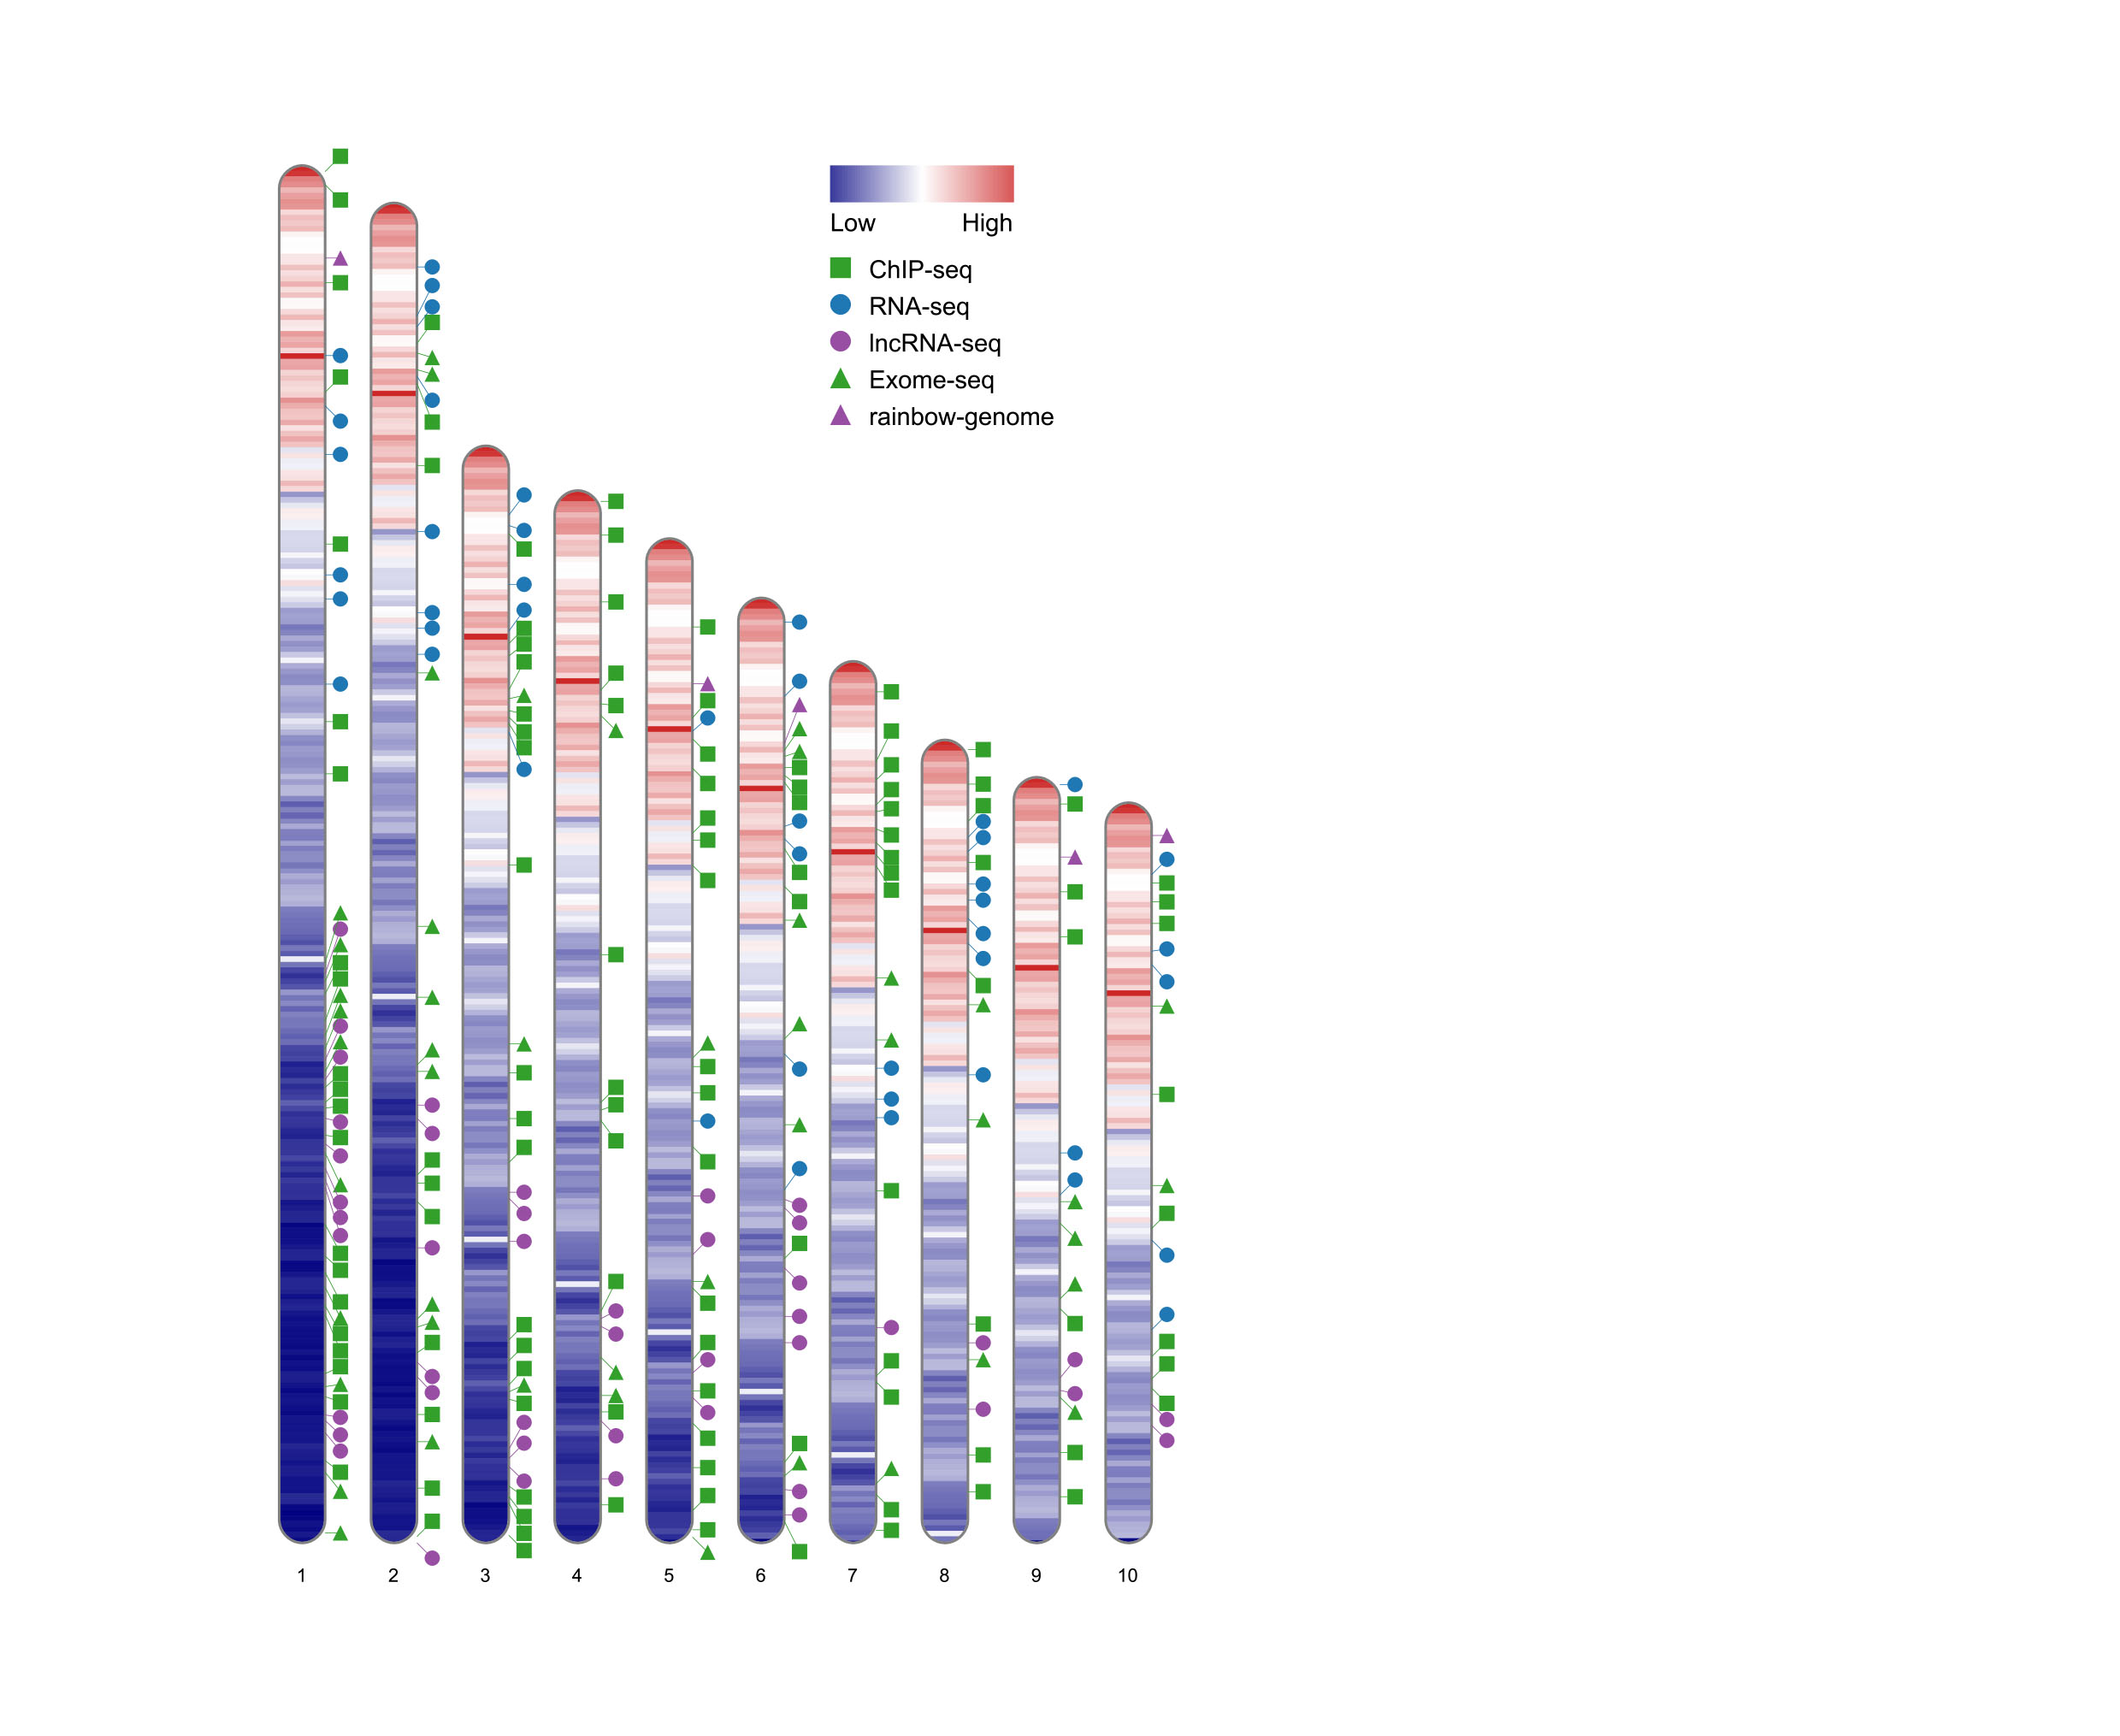 Low High
ChIP-seq
RNA-seq
lncRNA-seq
Exome-seq
rainbow-genome
1 2 3 4 5 6 7 8 9 10